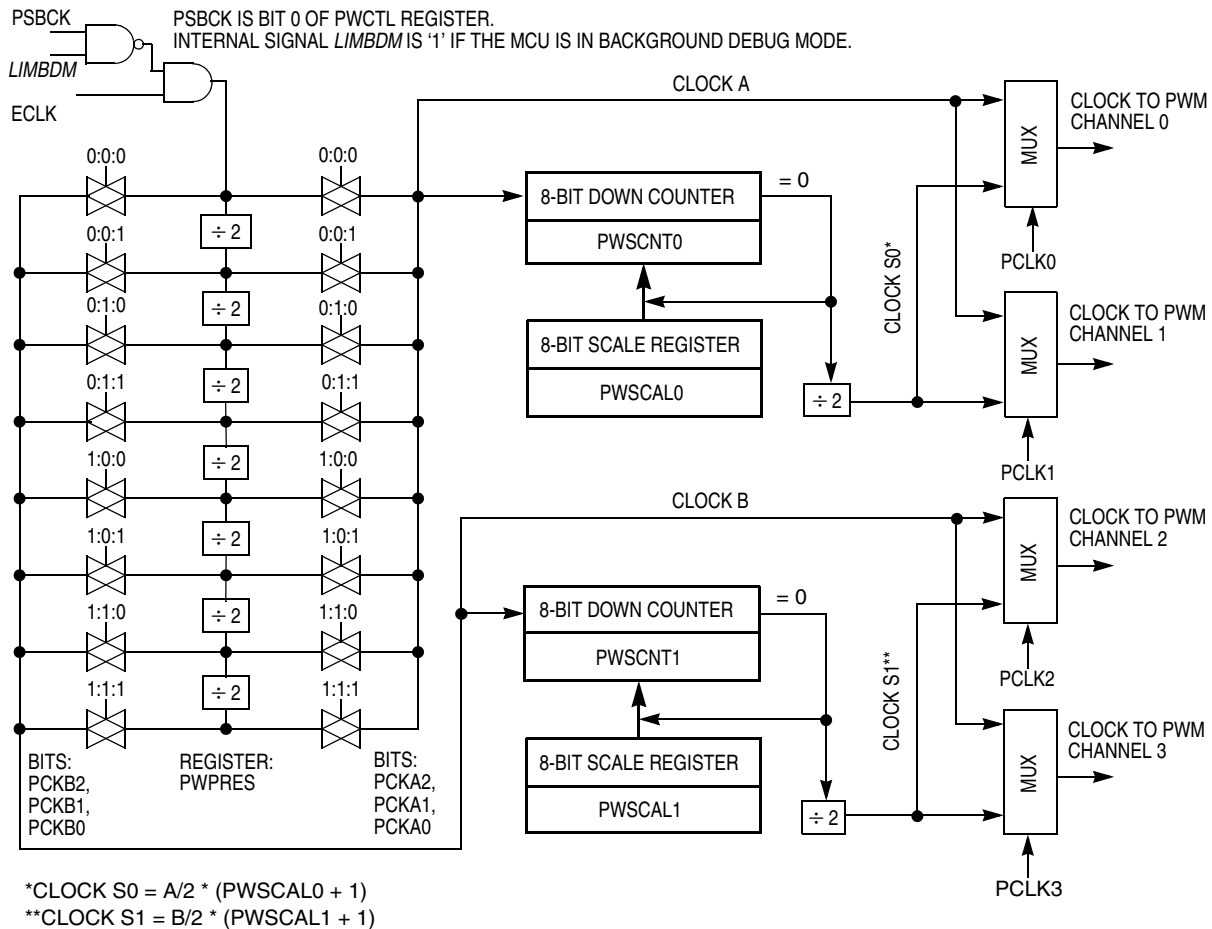 PSBCK
PSBCK IS BIT 0 OF PWCTL REGISTER.
INTERNAL SIGNAL LIMBDM IS ‘1’ IF THE MCU IS IN BACKGROUND DEBUG MODE.
LIMBDM
ECLK
CLOCK A
CLOCK TO PWM
CHANNEL 0
MUX
PCLK0
0:0:0
0:0:0
÷ 2
0:0:1
0:0:1
÷ 2
0:1:0
0:1:0
÷ 2
0:1:1
0:1:1
÷ 2
1:0:0
1:0:0
÷ 2
1:0:1
1:0:1
÷ 2
1:1:0
1:1:0
÷ 2
1:1:1
1:1:1
8-BIT DOWN COUNTER
= 0
PWSCNT0
8-BIT SCALE REGISTER
PWSCAL0
÷ 2
CLOCK S0*
CLOCK TO PWM
CHANNEL 1
MUX
PCLK1
CLOCK B
CLOCK TO PWM
CHANNEL 2
MUX
PCLK2
8-BIT DOWN COUNTER
= 0
PWSCNT1
8-BIT SCALE REGISTER
PWSCAL1
÷ 2
CLOCK S1**
CLOCK TO PWM
CHANNEL 3
MUX
PCLK3
BITS:
PCKB2,
PCKB1,
PCKB0
REGISTER:
PWPRES
BITS:
PCKA2,
PCKA1,
PCKA0
*CLOCK S0 = A/2 * (PWSCAL0 + 1)
**CLOCK S1 = B/2 * (PWSCAL1 + 1)